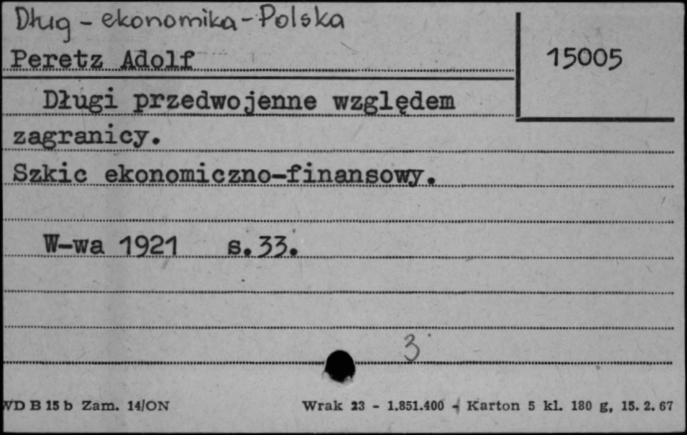 Dług - ekonomika - Polska
Peretz Adolf
15005
Długi przedwojenne względem
zagranicy.
Szkic ekonomiczno-finansowy.
W-wa 1921 s.33.
3
WD B 15 b Zam. 14/ON Wrak 23 - 1.851.400 - Karton 5 kl. 180 g, 15. 2. 67